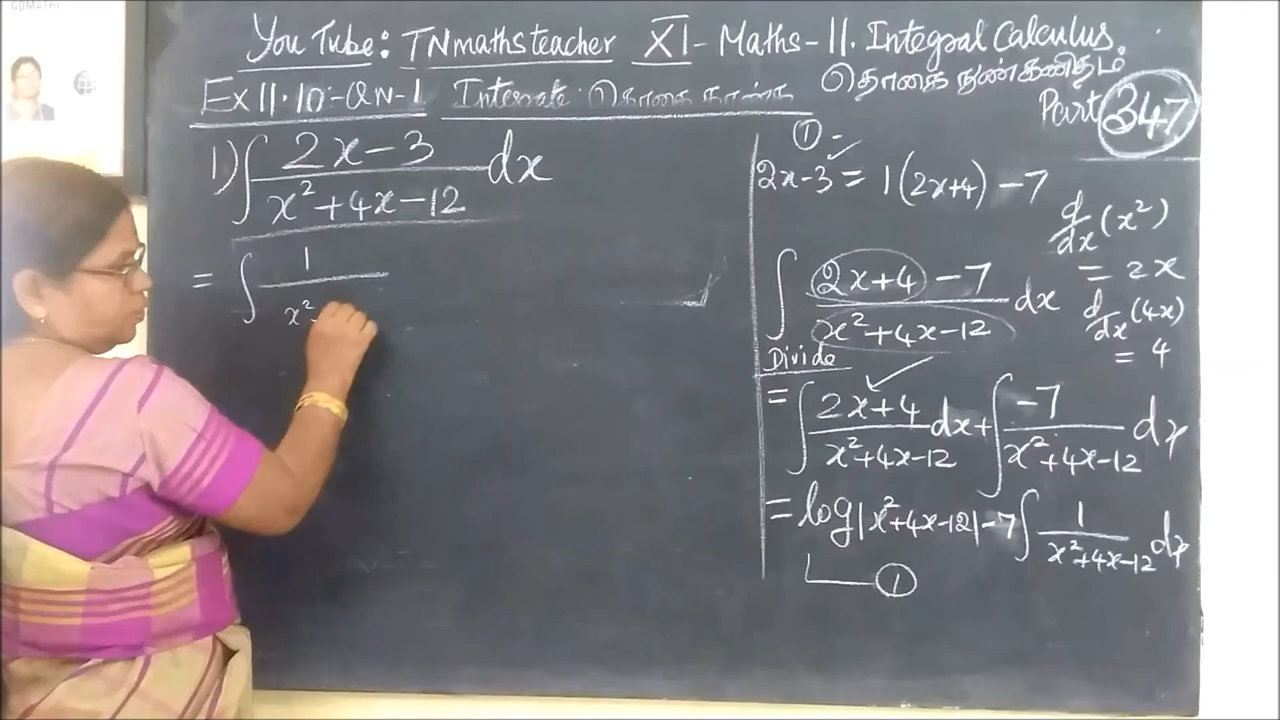 You Tube: TNmathsteacher XI - Maths - 11. Integral Calculus.
தொகை நுண்கணிதம்
Ex 11.10 - QN-1 Integrate: தொகை காண்க
Part 347
1) ∫ (2x-3)/(x²+4x-12) dx
= ∫ 1/x²
① -
2x-3 = 1(2x+4) -7
d/dx (x²)
= 2x
∫ (2x+4 -7)/(x²+4x-12) dx
d/dx (4x)
= 4
Divide
= ∫ (2x+4)/(x²+4x-12) dx + ∫ -7/(x²+4x-12) dx
= log|x²+4x-12| -7 ∫ 1/(x²+4x-12) dx
①